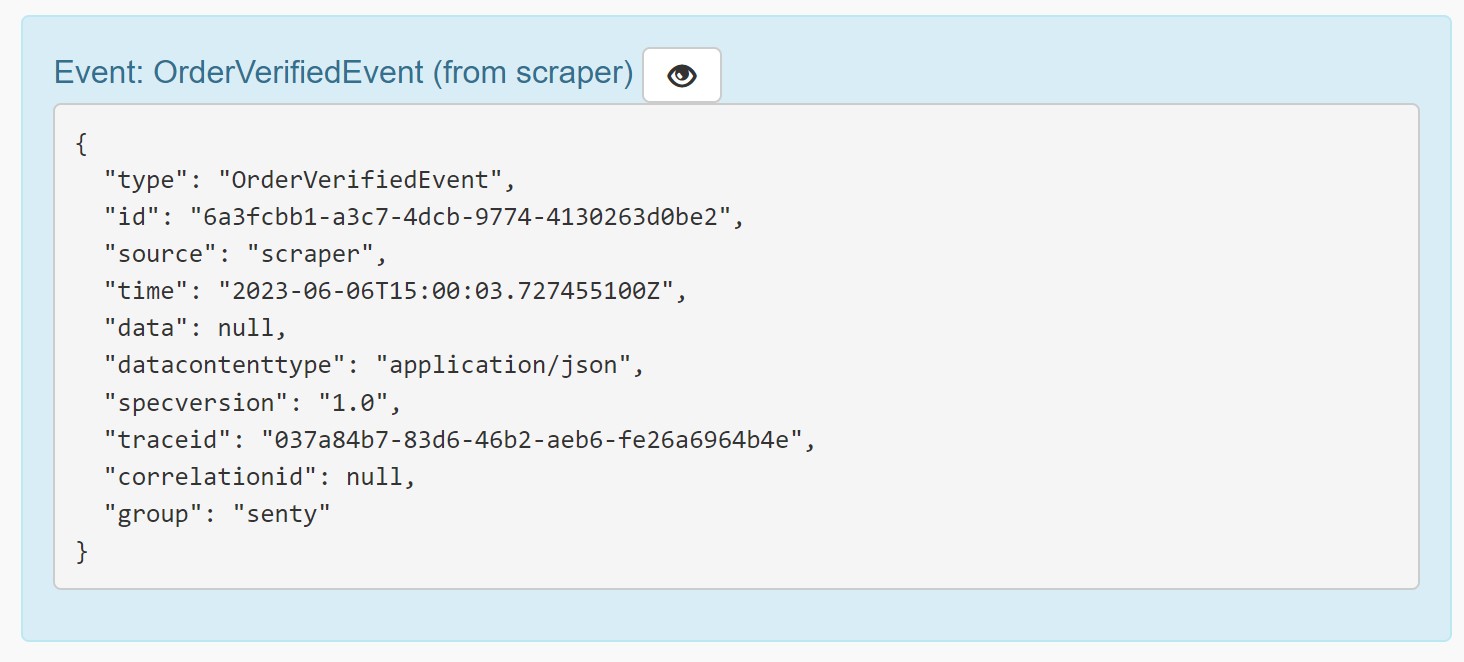 Event: OrderVerifiedEvent (from scraper)
{
  "type": "OrderVerifiedEvent",
  "id": "6a3fcbb1-a3c7-4dcb-9774-4130263d0be2",
  "source": "scraper",
  "time": "2023-06-06T15:00:03.727455100Z",
  "data": null,
  "datacontenttype": "application/json",
  "specversion": "1.0",
  "traceid": "037a84b7-83d6-46b2-aeb6-fe26a6964b4e",
  "correlationid": null,
  "group": "senty"
}